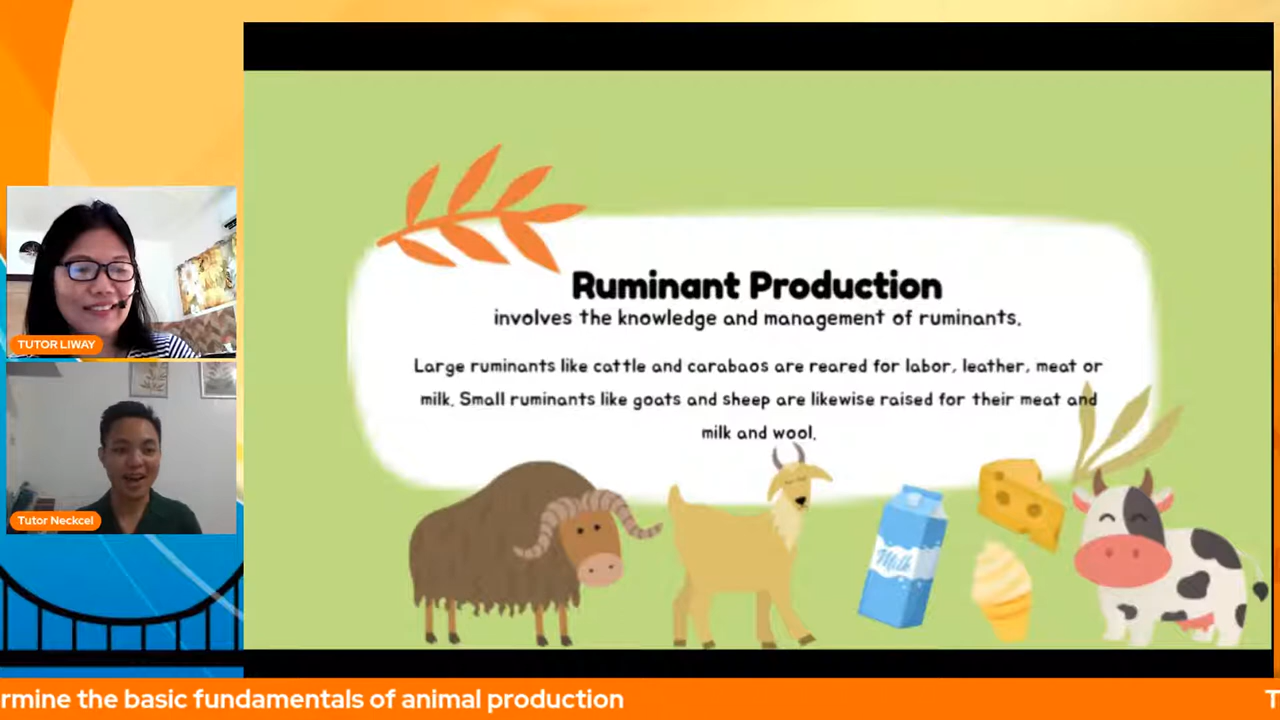 Ruminant Production
involves the knowledge and management of ruminants.
Large ruminants like cattle and carabaos are reared for labor, leather, meat or
milk. Small ruminants like goats and sheep are likewise raised for their meat and
milk and wool.
TUTOR LIWAY
Tutor Neckcel
Milk
rmine the basic fundamentals of animal production
T